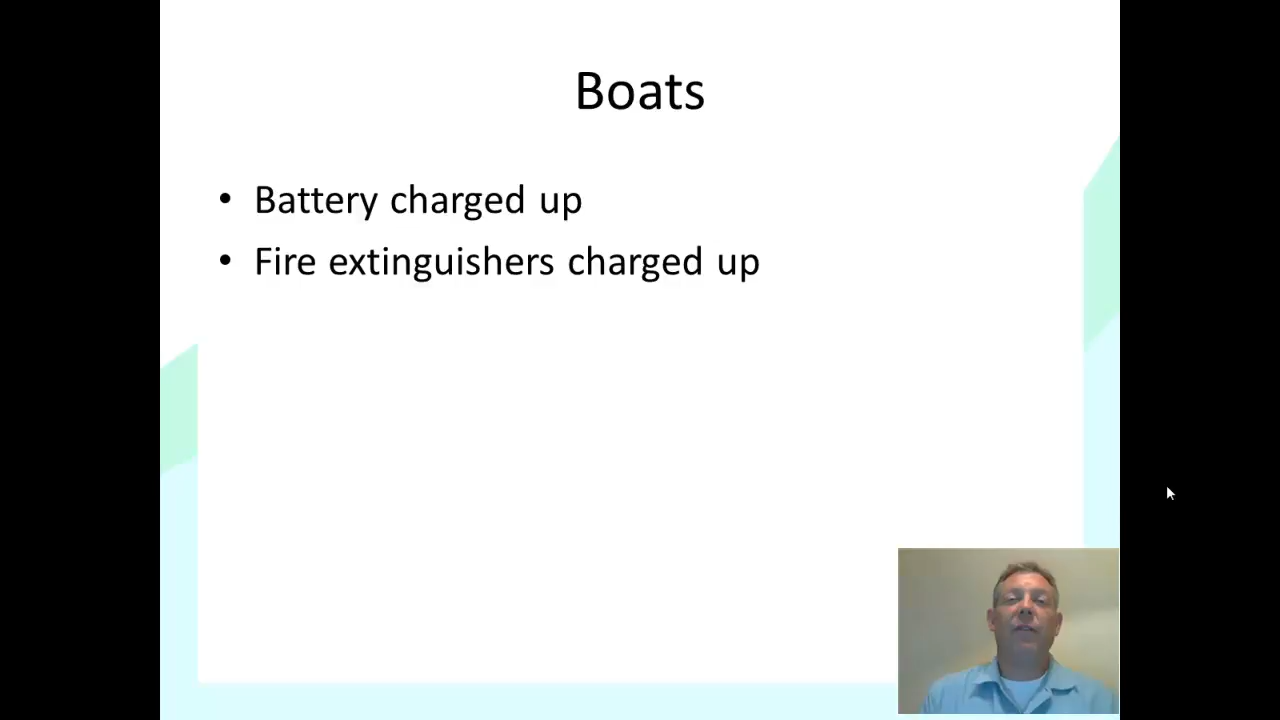 Boats
• Battery charged up
• Fire extinguishers charged up